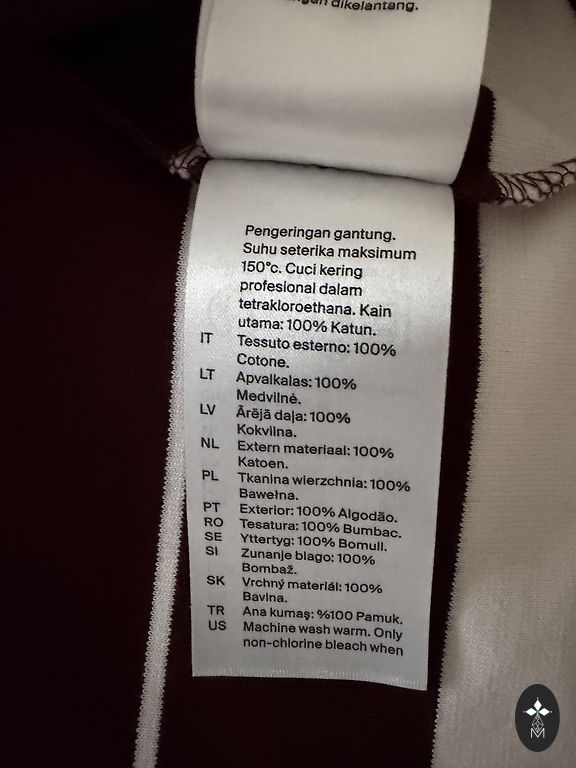 dikelantang.
Pengeringan gantung.
Suhu seterika maksimum
150°c. Cuci kering
profesional dalam
tetrakloroethana. Kain
utama: 100% Katun.
IT Tessuto esterno: 100%
Cotone.
LT Apvalkalas: 100%
Medvilnė.
LV Ārējā daļa: 100%
Kokvilna.
NL Extern materiaal: 100%
Katoen.
PL Tkanina wierzchnia: 100%
Bawełna.
PT Exterior: 100% Algodão.
RO Tesatura: 100% Bumbac.
SE Yttertyg: 100% Bomull.
SI Zunanje blago: 100%
Bombaž.
SK Vrchný materiál: 100%
Bavlna.
TR Ana kumaş: %100 Pamuk.
US Machine wash warm. Only
non-chlorine bleach when
M